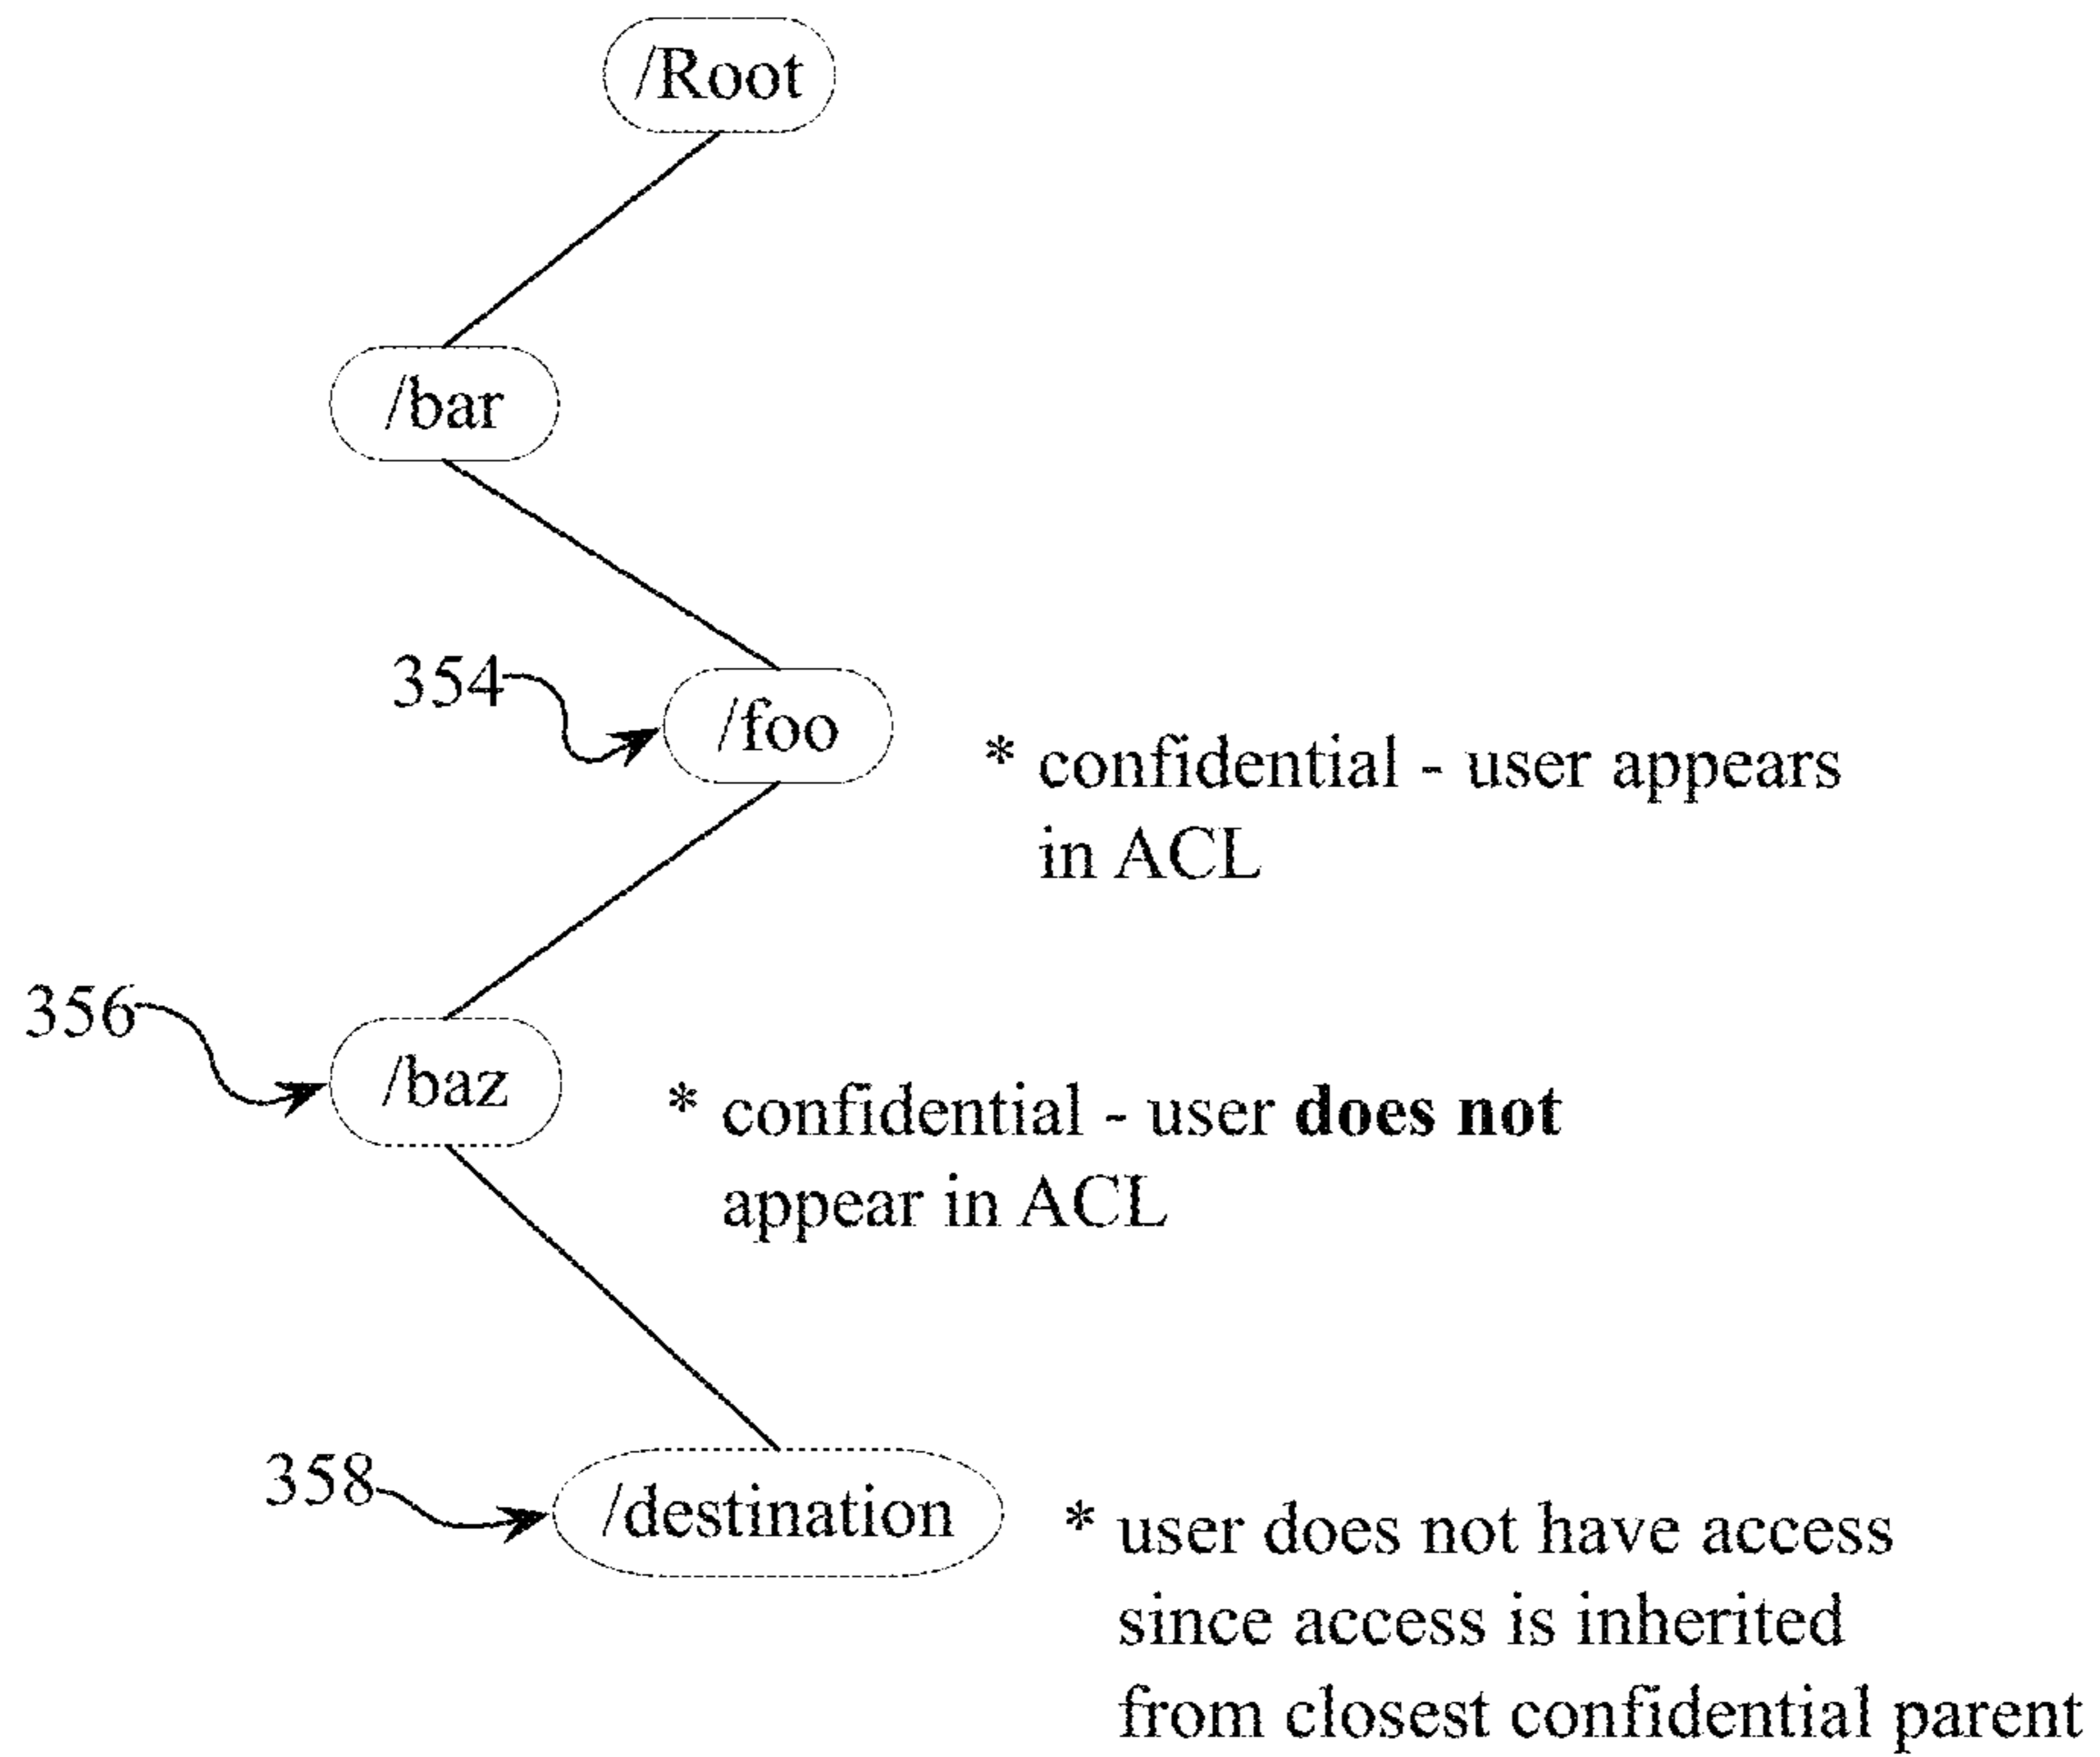 /Root
/bar
354
/foo
* confidential - user appears
in ACL
356
/baz
* confidential - user does not
appear in ACL
358
/destination
* user does not have access
since access is inherited
from closest confidential parent